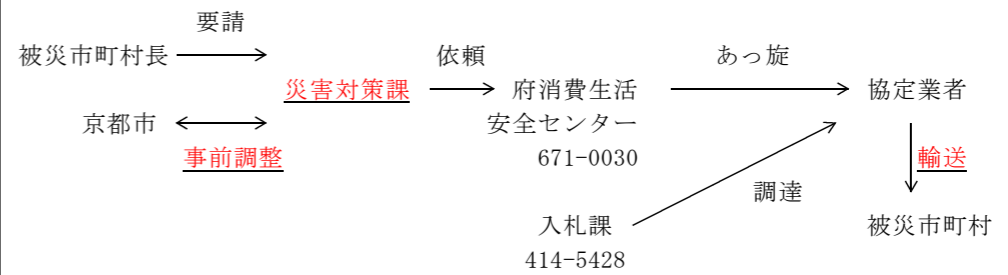 要請
被災市町村長
依頼
あっ旋
災害対策課
府消費生活
安全センター
671-0030
協定業者
京都市
事前調整
輸送
調達
入札課
414-5428
被災市町村